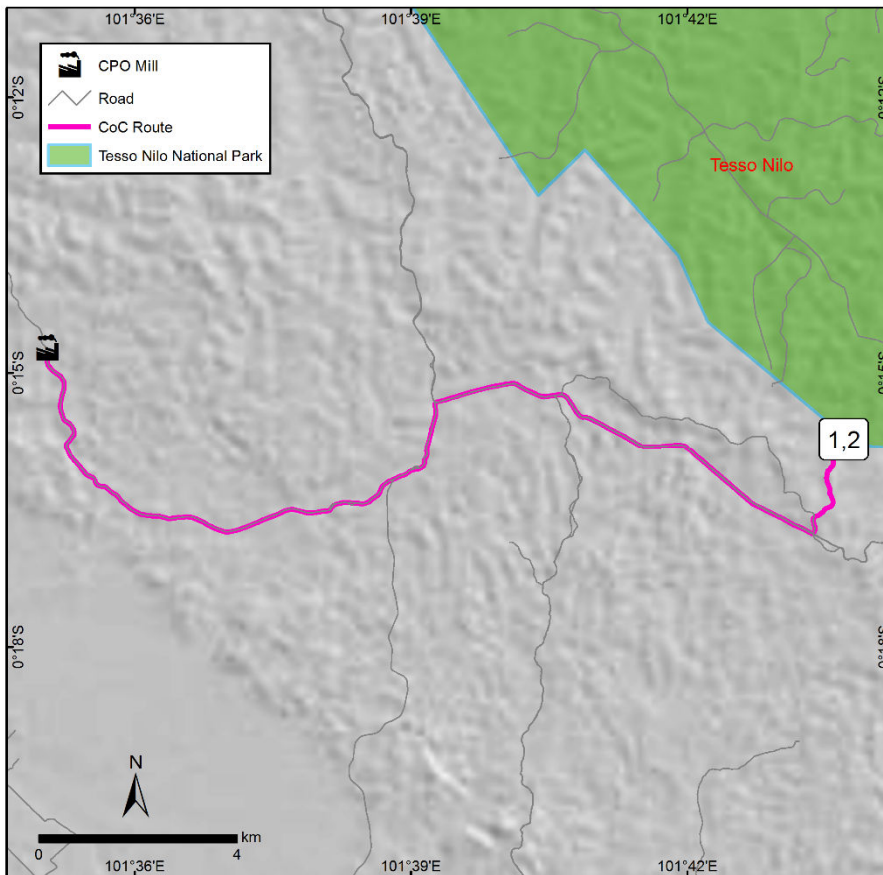 101°36'E
101°39'E
101°42'E
CPO Mill
Road
CoC Route
Tesso Nilo National Park
0°12'S
0°12'S
Tesso Nilo
0°15'S
0°15'S
1,2
0°18'S
0°18'S
N
km
0
4
101°36'E
101°39'E
101°42'E